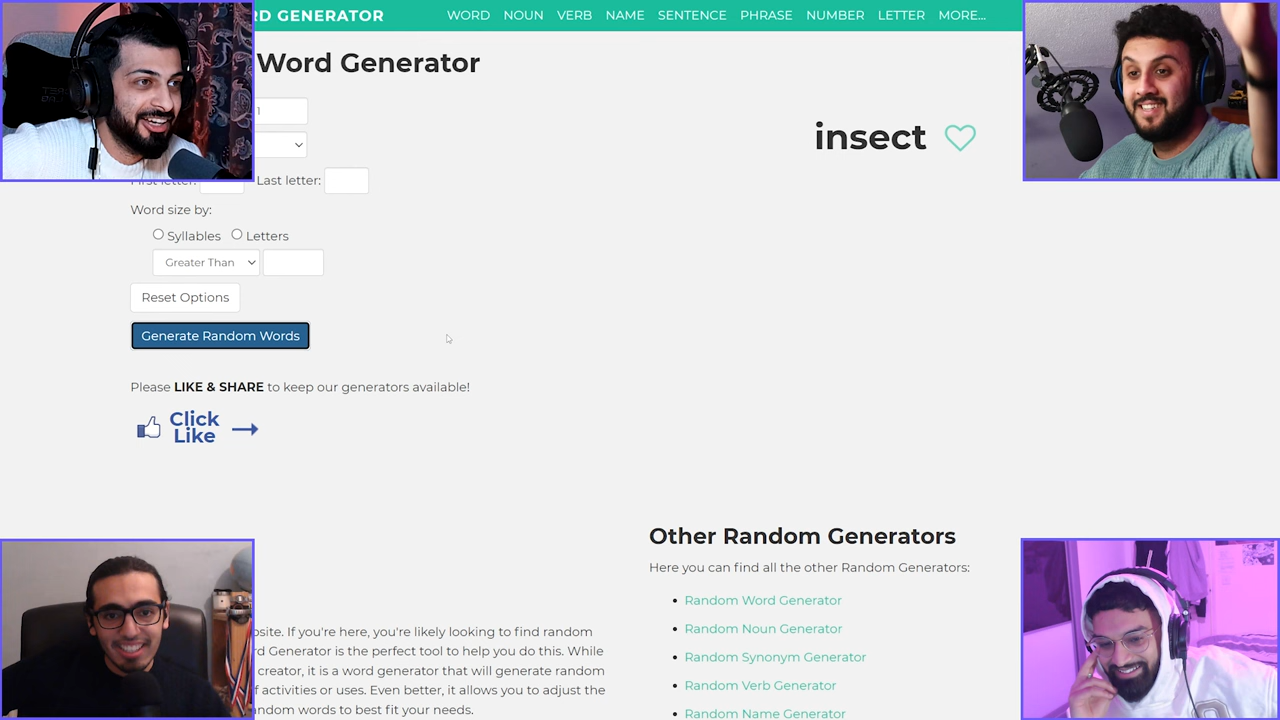 RD GENERATOR
WORD NOUN VERB NAME SENTENCE PHRASE NUMBER LETTER MORE...
Word Generator
1
insect
First letter: Last letter:
Word size by:
Syllables Letters
Greater Than
Reset Options
Generate Random Words
Please LIKE & SHARE to keep our generators available!
Click
Like
Other Random Generators
Here you can find all the other Random Generators:
Random Word Generator
Random Noun Generator
Random Synonym Generator
Random Verb Generator
Random Name Generator
site. If you're here, you're likely looking to find random
rd Generator is the perfect tool to help you do this. While
creator, it is a word generator that will generate random
f activities or uses. Even better, it allows you to adjust the
ndom words to best fit your needs.